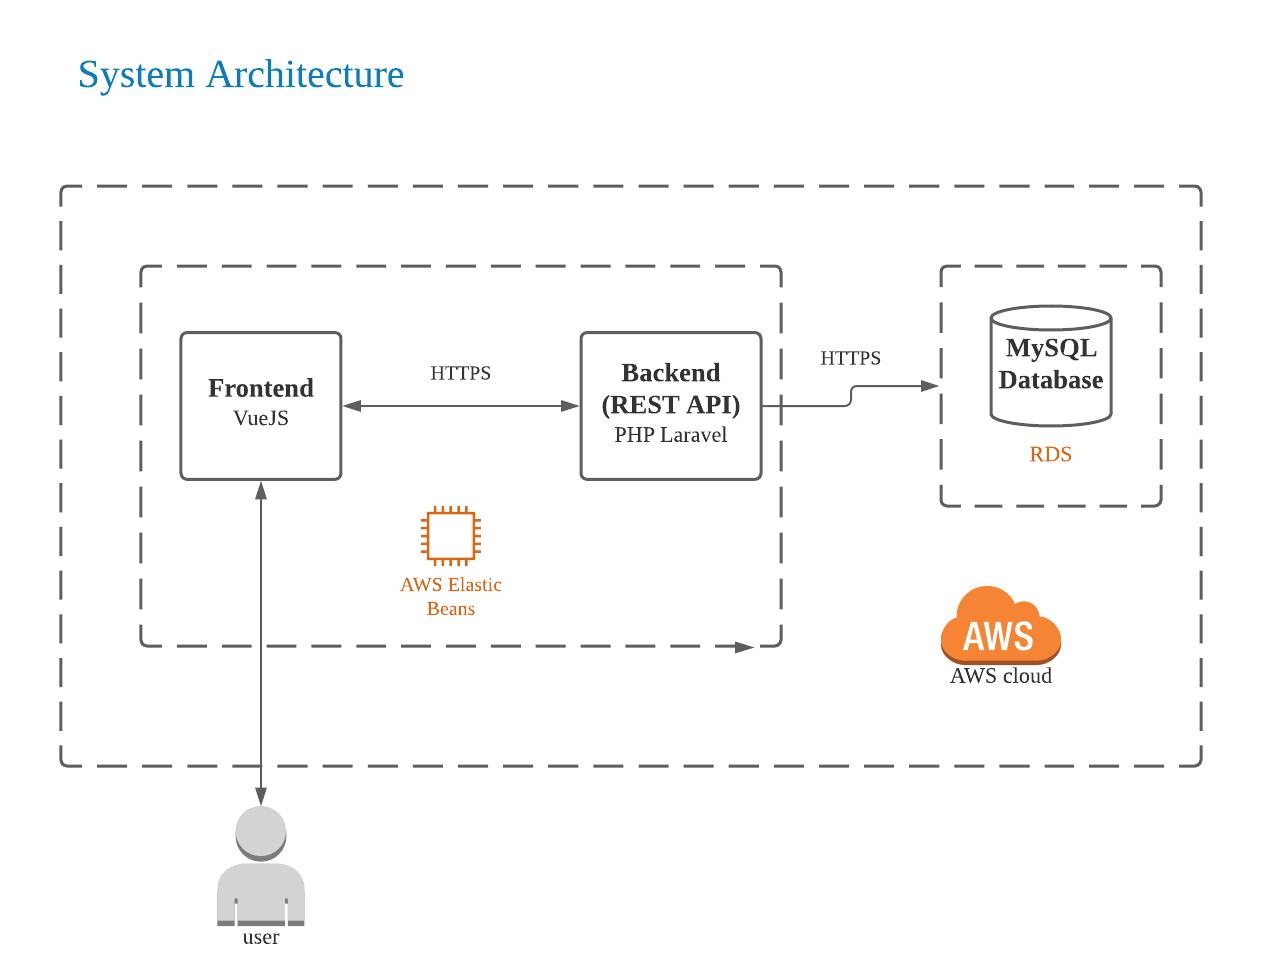 System Architecture
Frontend
VueJS
HTTPS
Backend
(REST API)
PHP Laravel
HTTPS
MySQL
Database
RDS
AWS Elastic
Beans
AWS
AWS cloud
user